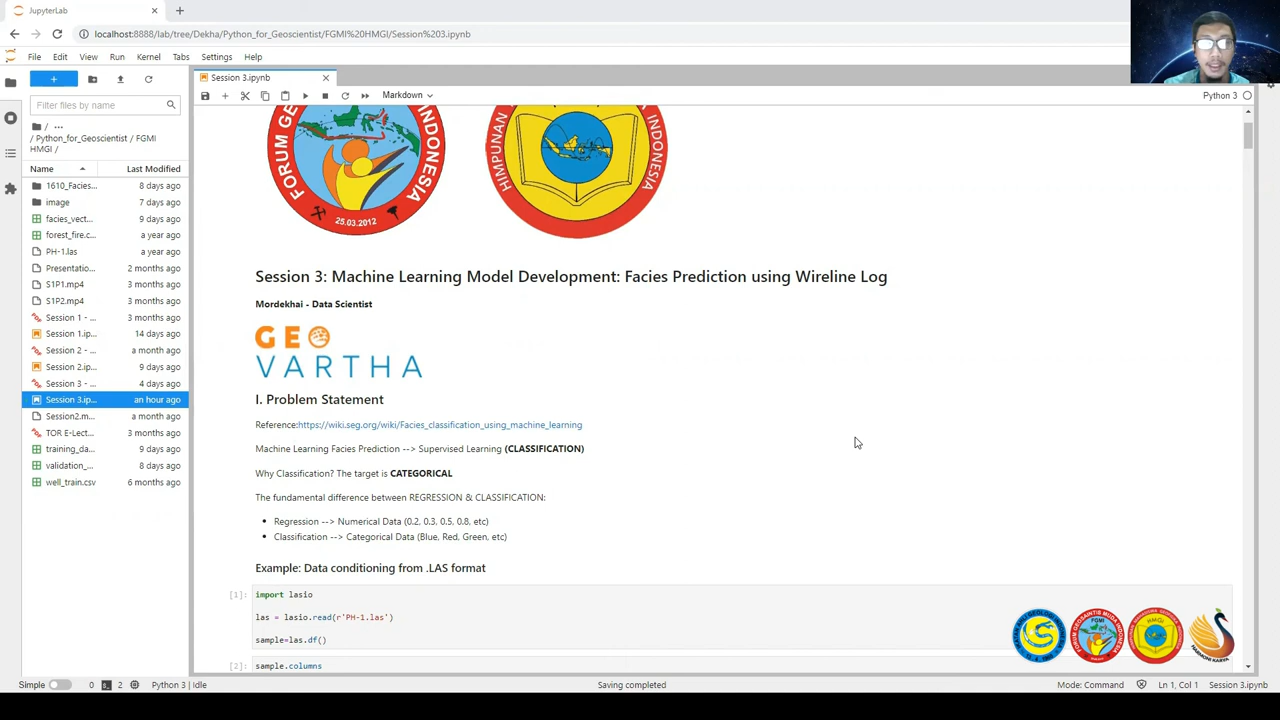 JupyterLab
localhost:8888/lab/tree/Dekha/Python_for_Geoscientist/FGMI%20HMGI/Session%203.ipynb
File Edit View Run Kernel Tabs Settings Help
Session 3.ipynb
Filter files by name
Markdown
Python 3
/ ...
/ Python_for_Geoscientist / FGMI
HMGI /
Name Last Modified
1610_Facies... 8 days ago
image 7 days ago
facies_vect... 9 days ago
forest_fire.c... a year ago
PH-1.las a year ago
Presentatio... 2 months ago
S1P1.mp4 3 months ago
S1P2.mp4 3 months ago
Session 1 - ... 3 months ago
Session 1.ip... 14 days ago
Session 2 - ... a month ago
Session 2.ip... 9 days ago
Session 3 - ... 4 days ago
Session 3.ip... an hour ago
Session2.m... a month ago
TOR E-Lect... 3 months ago
training_da... 9 days ago
validation_... 8 days ago
well_train.csv 6 months ago
FORUM GE
INDONESIA
25.03.2012
HIMPUNAN
INDONESIA
Session 3: Machine Learning Model Development: Facies Prediction using Wireline Log
Mordekhai - Data Scientist
GEO
VARTHA
I. Problem Statement
Reference:https://wiki.seg.org/wiki/Facies_classification_using_machine_learning
Machine Learning Facies Prediction --> Supervised Learning (CLASSIFICATION)
Why Classification? The target is CATEGORICAL
The fundamental difference between REGRESSION & CLASSIFICATION:
• Regression --> Numerical Data (0.2, 0.3, 0.5, 0.8, etc)
• Classification --> Categorical Data (Blue, Red, Green, etc)
Example: Data conditioning from .LAS format
[1]: import lasio
las = lasio.read(r'PH-1.las')
sample=las.df()
[2]: sample.columns
FGMI
HMGI
Simple 0 2 Python 3 | Idle Saving completed Mode: Command Ln 1, Col 1 Session 3.ipynb